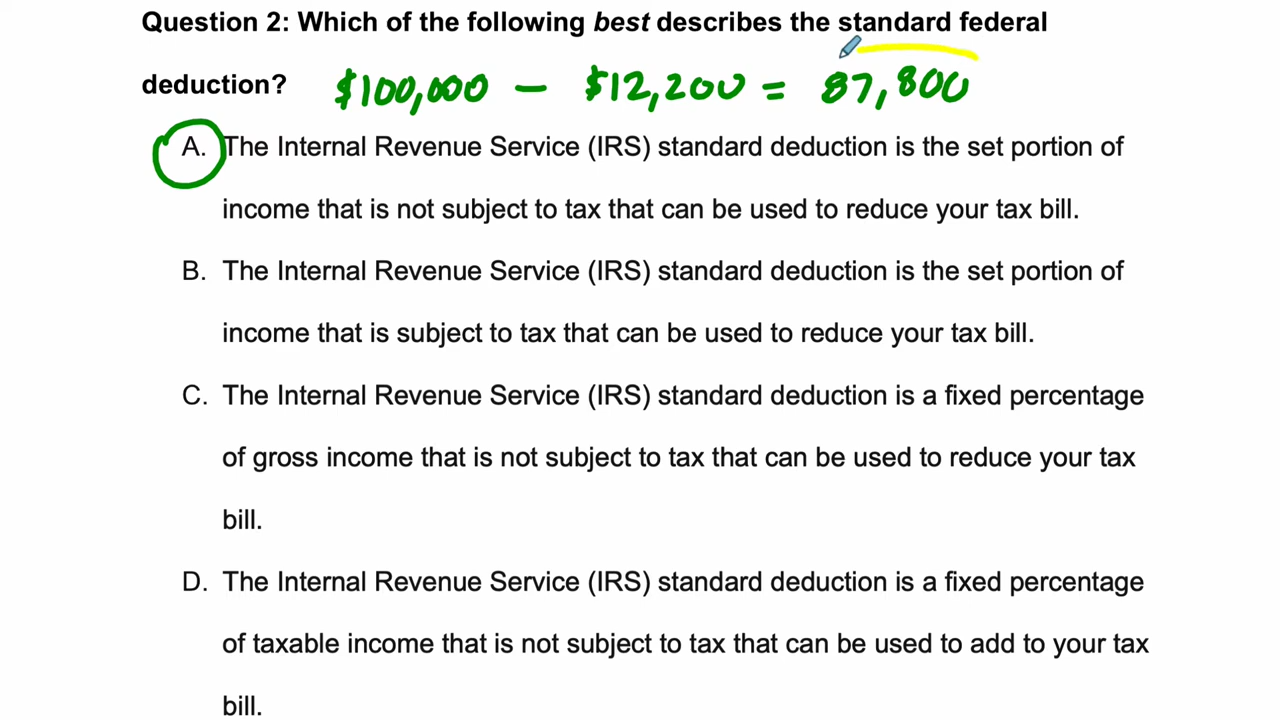 Question 2: Which of the following best describes the standard federal
deduction? $100,000 - $12,200 = 87,800
A. The Internal Revenue Service (IRS) standard deduction is the set portion of
income that is not subject to tax that can be used to reduce your tax bill.
B. The Internal Revenue Service (IRS) standard deduction is the set portion of
income that is subject to tax that can be used to reduce your tax bill.
C. The Internal Revenue Service (IRS) standard deduction is a fixed percentage
of gross income that is not subject to tax that can be used to reduce your tax
bill.
D. The Internal Revenue Service (IRS) standard deduction is a fixed percentage
of taxable income that is not subject to tax that can be used to add to your tax
bill.